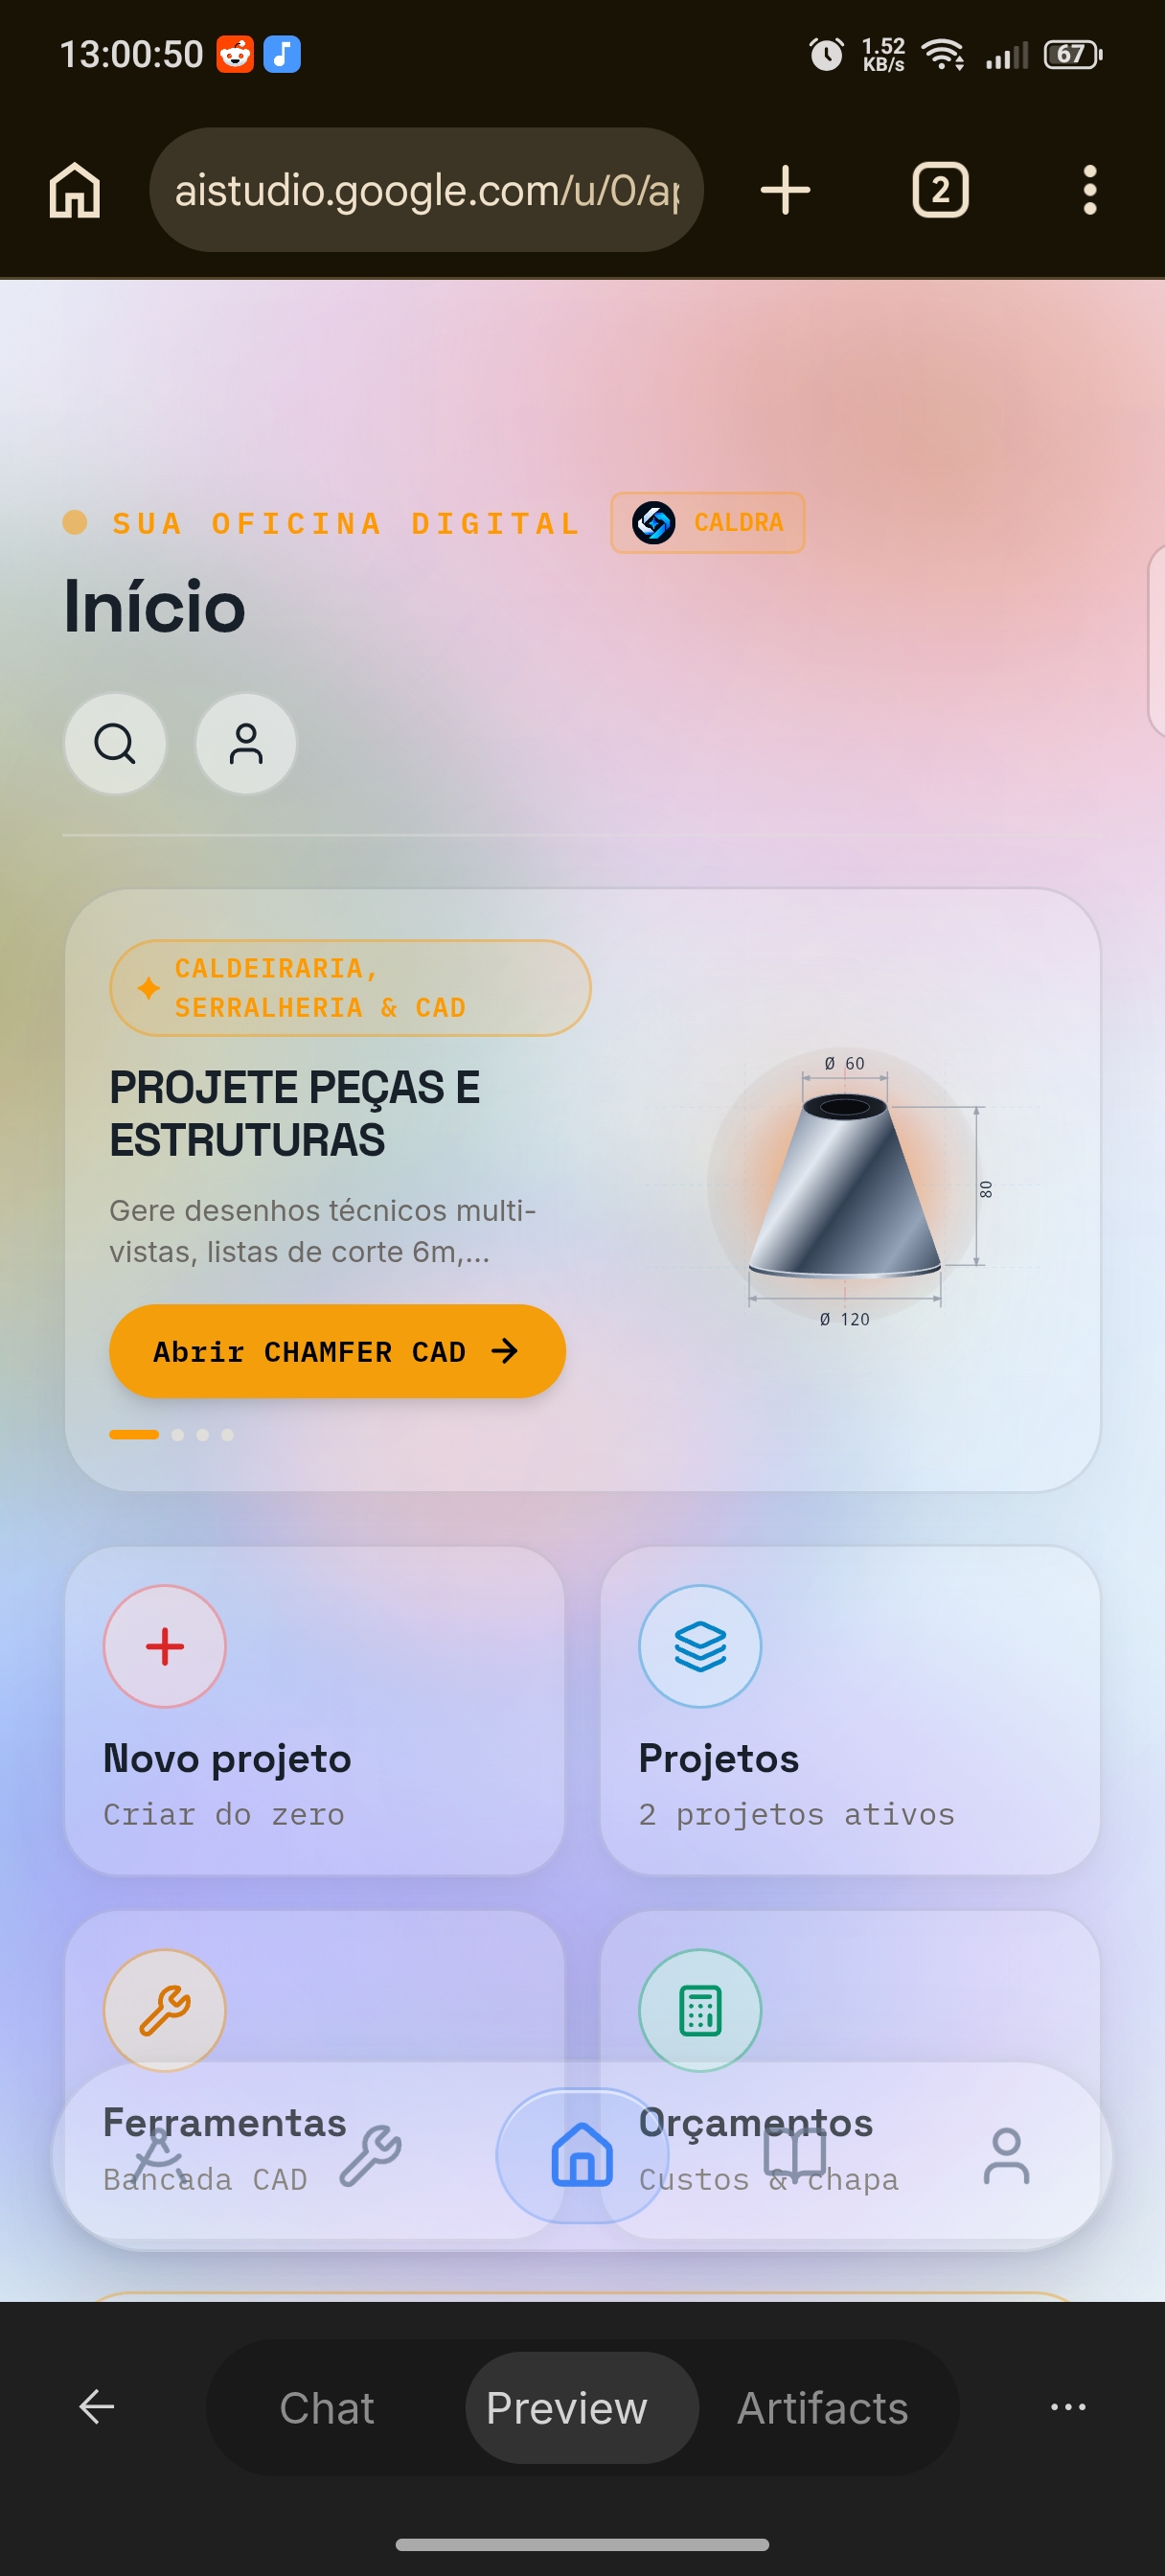 13:00:50
1.52
KB/s
67
aistudio.google.com/u/0/ap
2
SUA OFICINA DIGITAL
CALDRA
Início
CALDEIRARIA,
SERRALHERIA & CAD
PROJETE PEÇAS E
ESTRUTURAS
Gere desenhos técnicos multi-
vistas, listas de corte 6m,...
Abrir CHAMFER CAD
Ø 60
80
Ø 120
Novo projeto
Criar do zero
Projetos
2 projetos ativos
Ferramentas
Bancada CAD
Orçamentos
Custos & chapa
Chat
Preview
Artifacts